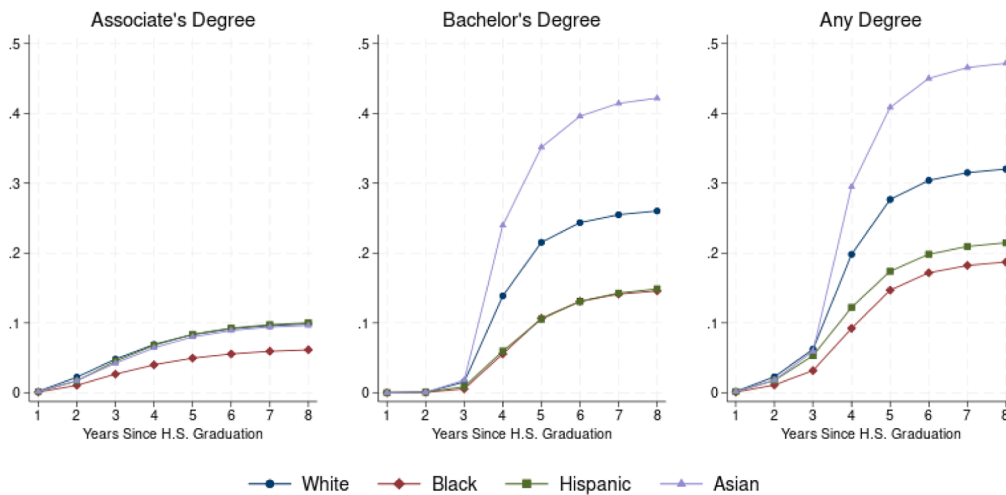 Associate's Degree
Bachelor's Degree
Any Degree
.5
.4
.3
.2
.1
0
1 2 3 4 5 6 7 8
Years Since H.S. Graduation
.5
.4
.3
.2
.1
0
1 2 3 4 5 6 7 8
Years Since H.S. Graduation
.5
.4
.3
.2
.1
0
1 2 3 4 5 6 7 8
Years Since H.S. Graduation
White Black Hispanic Asian